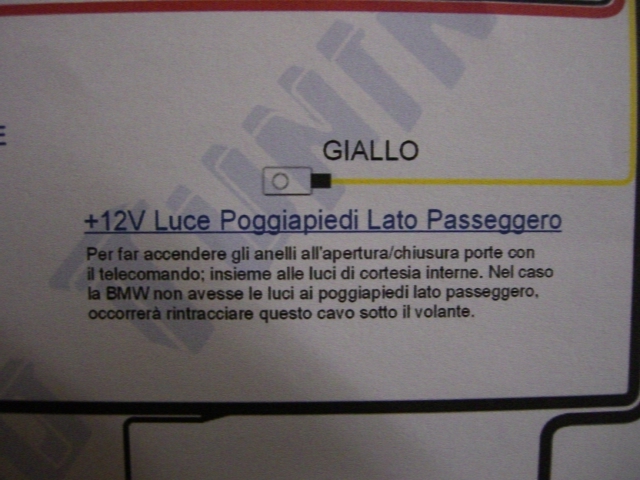 E
GIALLO
+12V Luce Poggiapiedi Lato Passeggero
Per far accendere gli anelli all'apertura/chiusura porte con
il telecomando; insieme alle luci di cortesia interne. Nel caso
la BMW non avesse le luci ai poggiapiedi lato passeggero,
occorrerà rintracciare questo cavo sotto il volante.